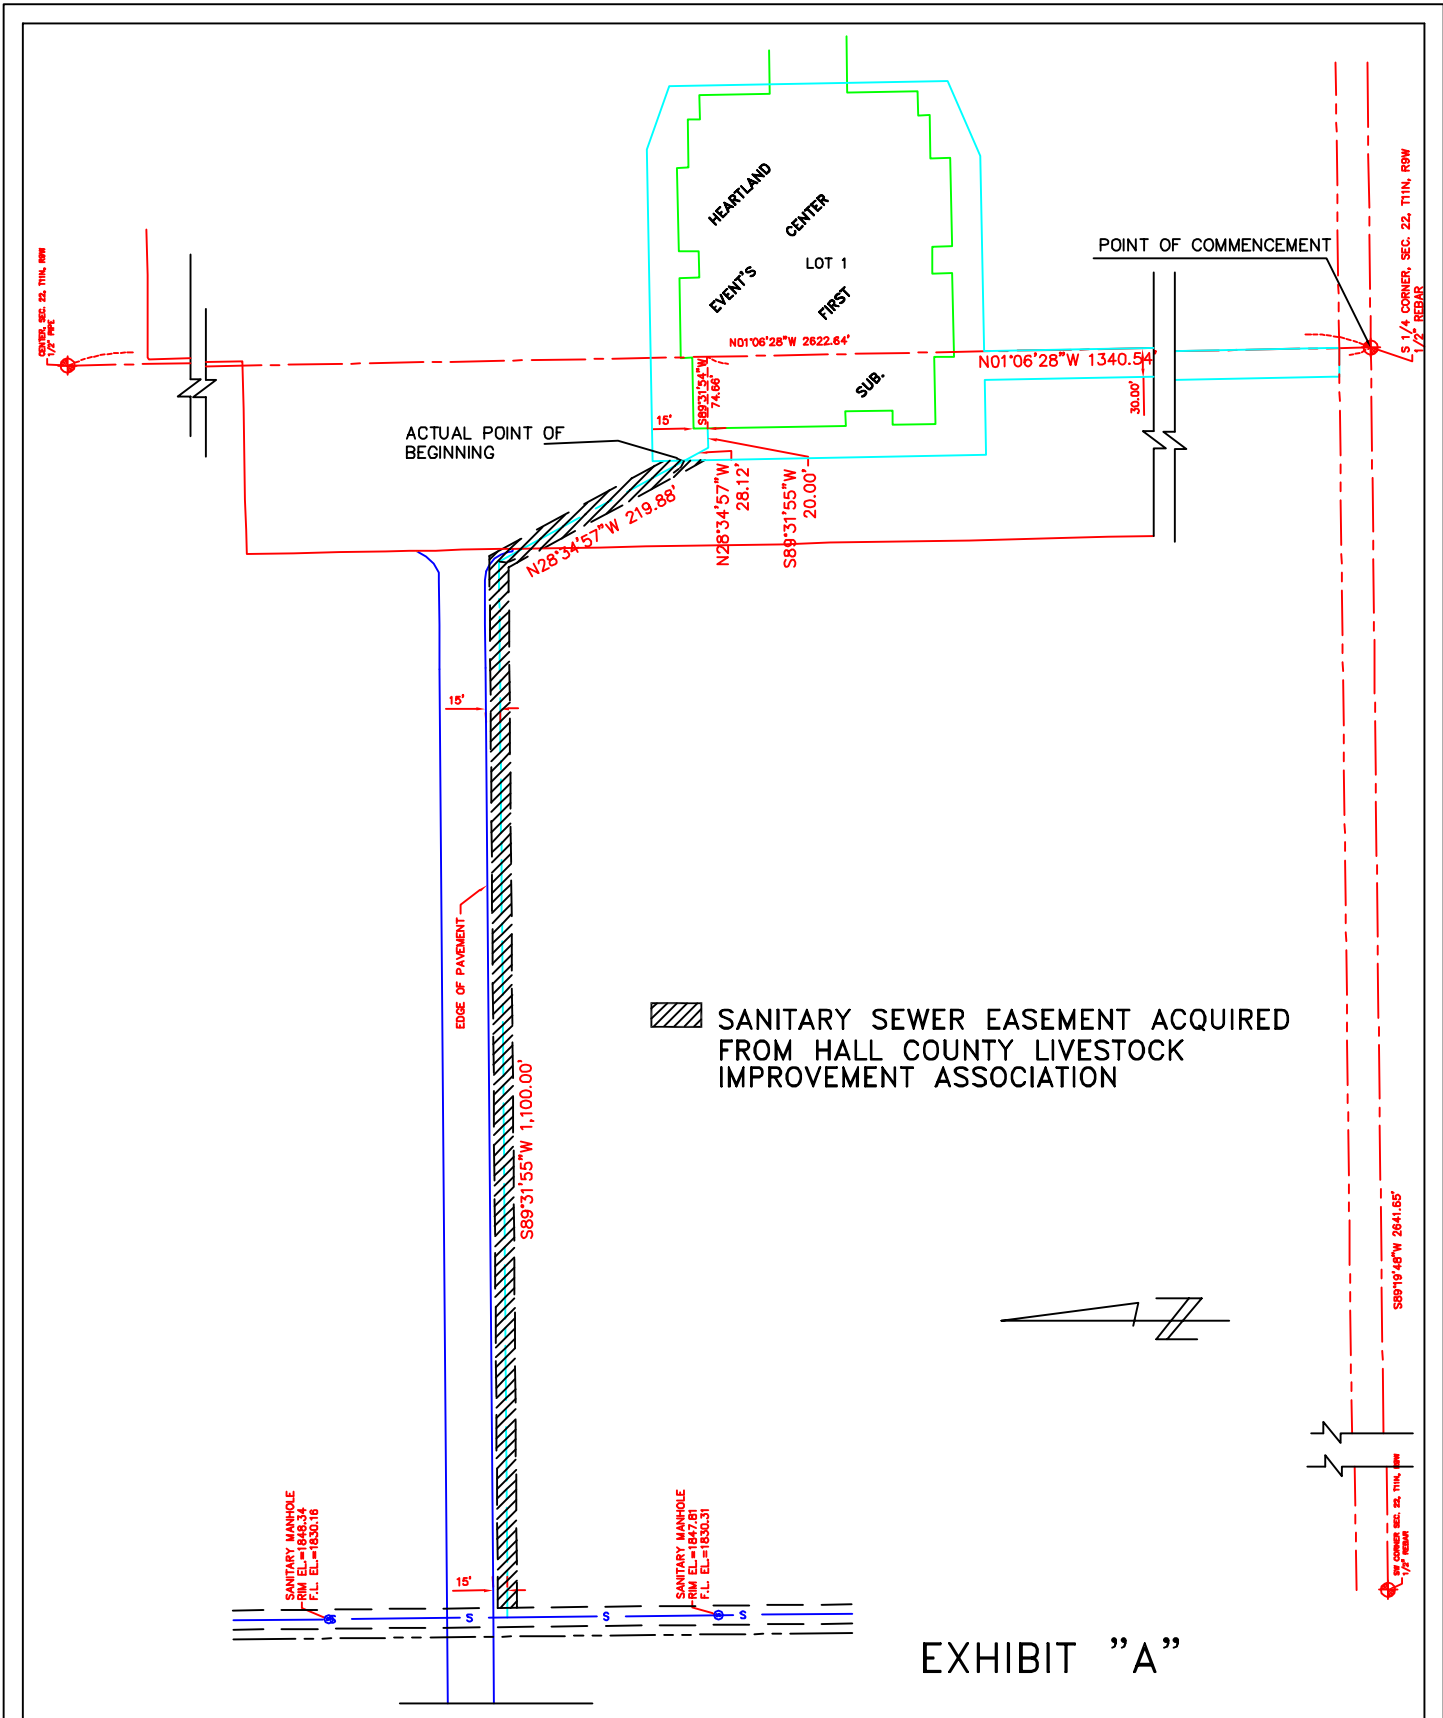 HEARTLAND
CENTER
LOT 1
EVENT'S
FIRST
SUB.
POINT OF COMMENCEMENT
S 1/4 CORNER, SEC. 22, T11N, R9W
1/2" REBAR
CENTER, SEC. 22, T11N, R9W
1/2" PIPE
N01°06'28"W 2622.64'
N01°06'28"W 1340.54'
30.00'
S89°31'54"W
74.66'
15'
ACTUAL POINT OF
BEGINNING
N28°34'57"W
28.12'
S89°31'55"W
20.00'
N28°34'57"W 219.88'
15'
EDGE OF PAVEMENT
SANITARY SEWER EASEMENT ACQUIRED
FROM HALL COUNTY LIVESTOCK
IMPROVEMENT ASSOCIATION
S89°31'55"W 1,100.00'
S89°19'48"W 2641.65'
Z
SW CORNER SEC. 22, T11N, R9W
1/2" REBAR
SANITARY MANHOLE
RIM EL.=1848.34
F.L. EL.=1830.16
SANITARY MANHOLE
RIM EL.=1847.81
F.L. EL.=1830.31
15'
S
S
S
S
EXHIBIT "A"